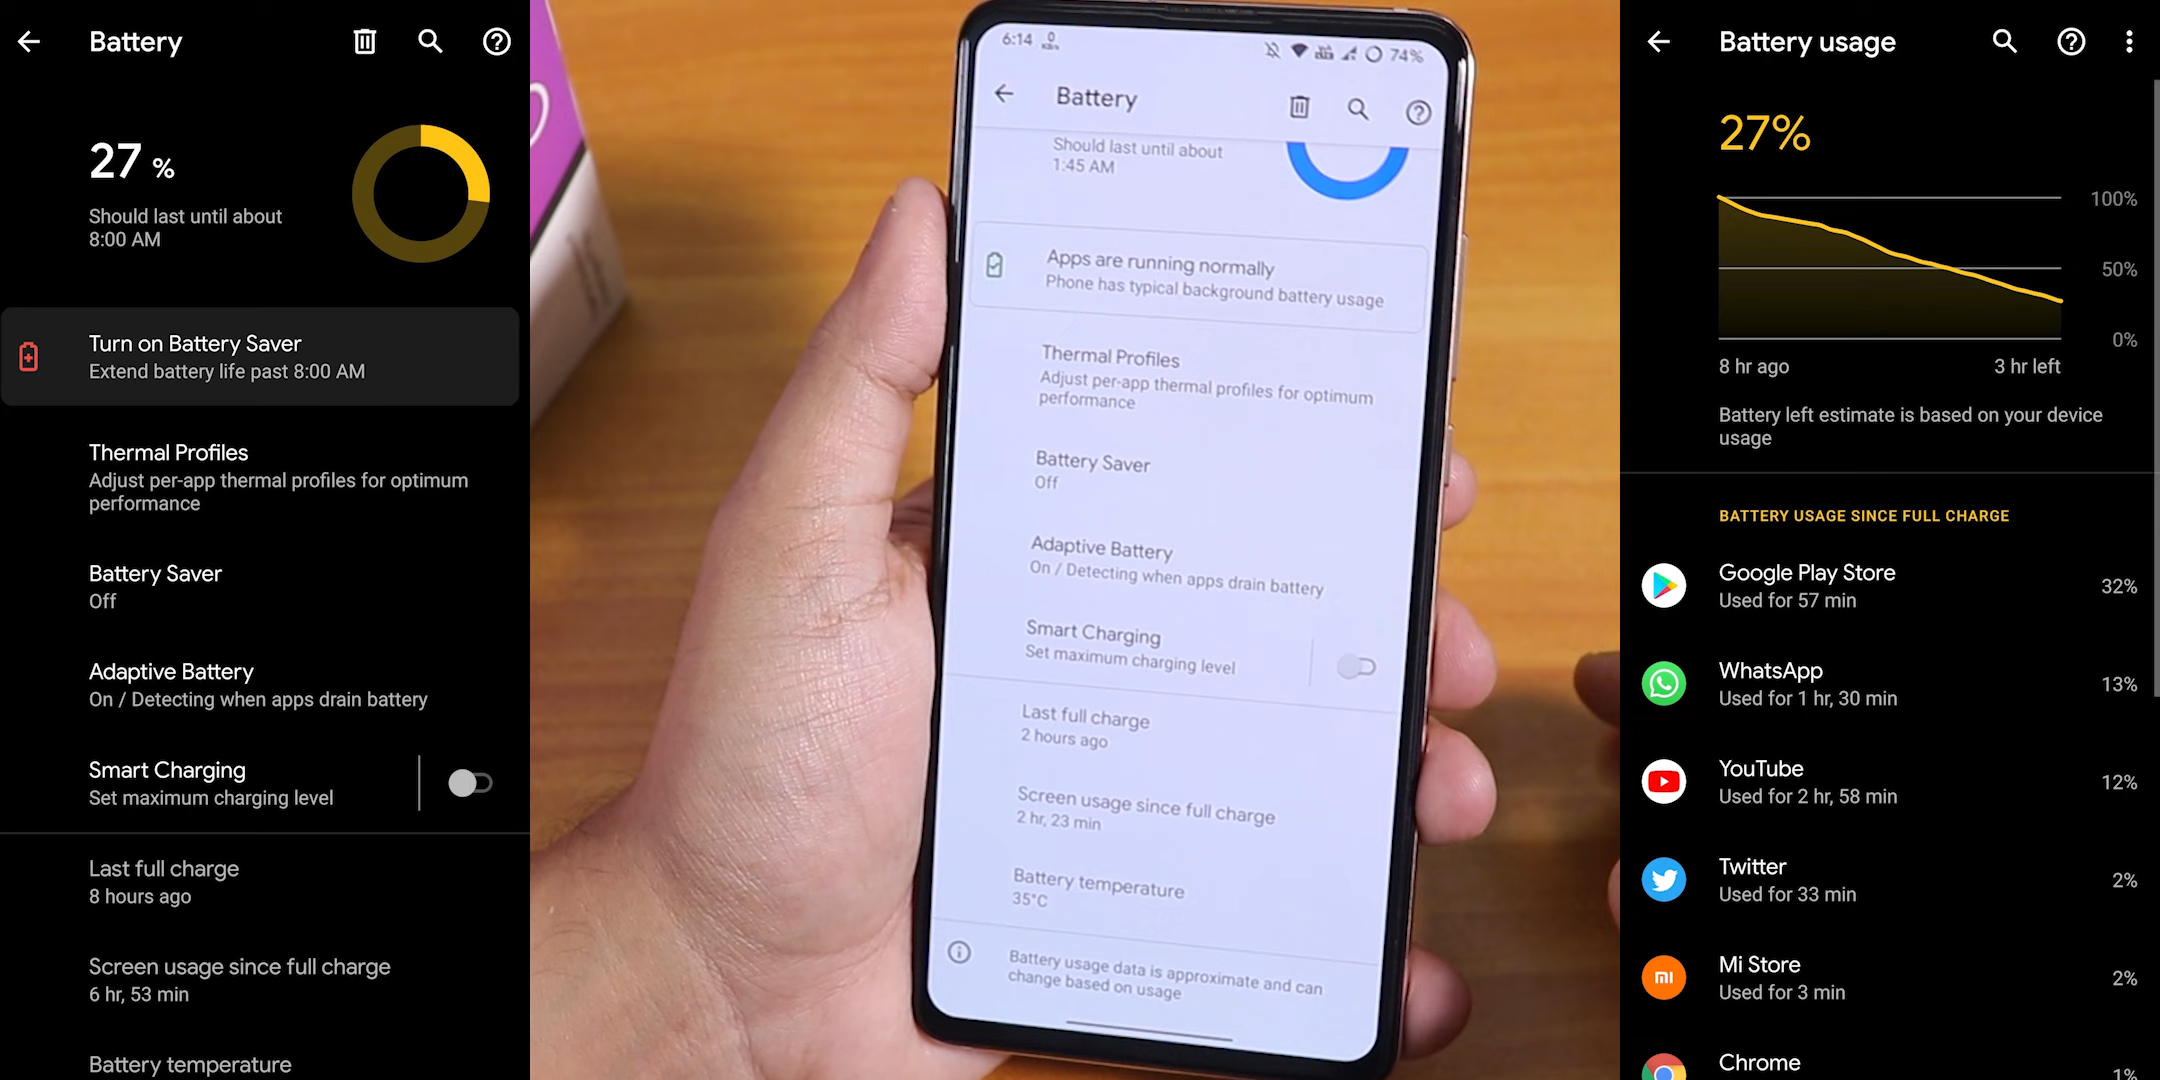 Battery
27 %
Should last until about
8:00 AM
Turn on Battery Saver
Extend battery life past 8:00 AM
Thermal Profiles
Adjust per-app thermal profiles for optimum
performance
Battery Saver
Off
Adaptive Battery
On / Detecting when apps drain battery
Smart Charging
Set maximum charging level
Last full charge
8 hours ago
Screen usage since full charge
6 hr, 53 min
Battery temperature
6:14
74%
Battery
Should last until about
1:45 AM
Apps are running normally
Phone has typical background battery usage
Thermal Profiles
Adjust per-app thermal profiles for optimum
performance
Battery Saver
Off
Adaptive Battery
On / Detecting when apps drain battery
Smart Charging
Set maximum charging level
Last full charge
2 hours ago
Screen usage since full charge
2 hr, 23 min
Battery temperature
35°C
Battery usage data is approximate and can
change based on usage
Battery usage
27%
100%
50%
0%
8 hr ago 3 hr left
Battery left estimate is based on your device
usage
BATTERY USAGE SINCE FULL CHARGE
Google Play Store
Used for 57 min
32%
WhatsApp
Used for 1 hr, 30 min
13%
YouTube
Used for 2 hr, 58 min
12%
Twitter
Used for 33 min
2%
Mi Store
Used for 3 min
2%
Chrome
1%